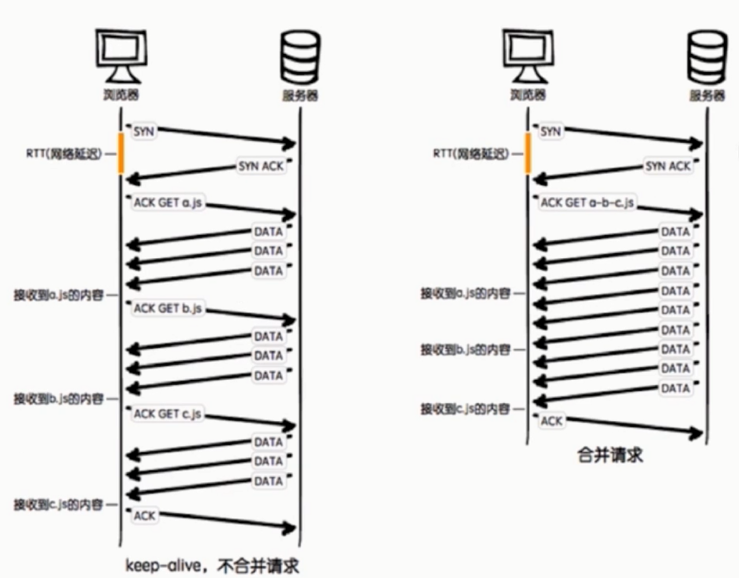 浏览器
服务器
SYN
RTT(网络延迟)
SYN ACK
ACK GET a.js
DATA
DATA
DATA
接收到a.js的内容
ACK GET b.js
DATA
DATA
DATA
接收到b.js的内容
ACK GET c.js
DATA
DATA
DATA
接收到c.js的内容
ACK
keep-alive，不合并请求
浏览器
服务器
SYN
RTT(网络延迟)
SYN ACK
ACK GET a-b-c.js
DATA
DATA
DATA
接收到a.js的内容
DATA
DATA
DATA
接收到b.js的内容
DATA
DATA
DATA
接收到c.js的内容
ACK
合并请求